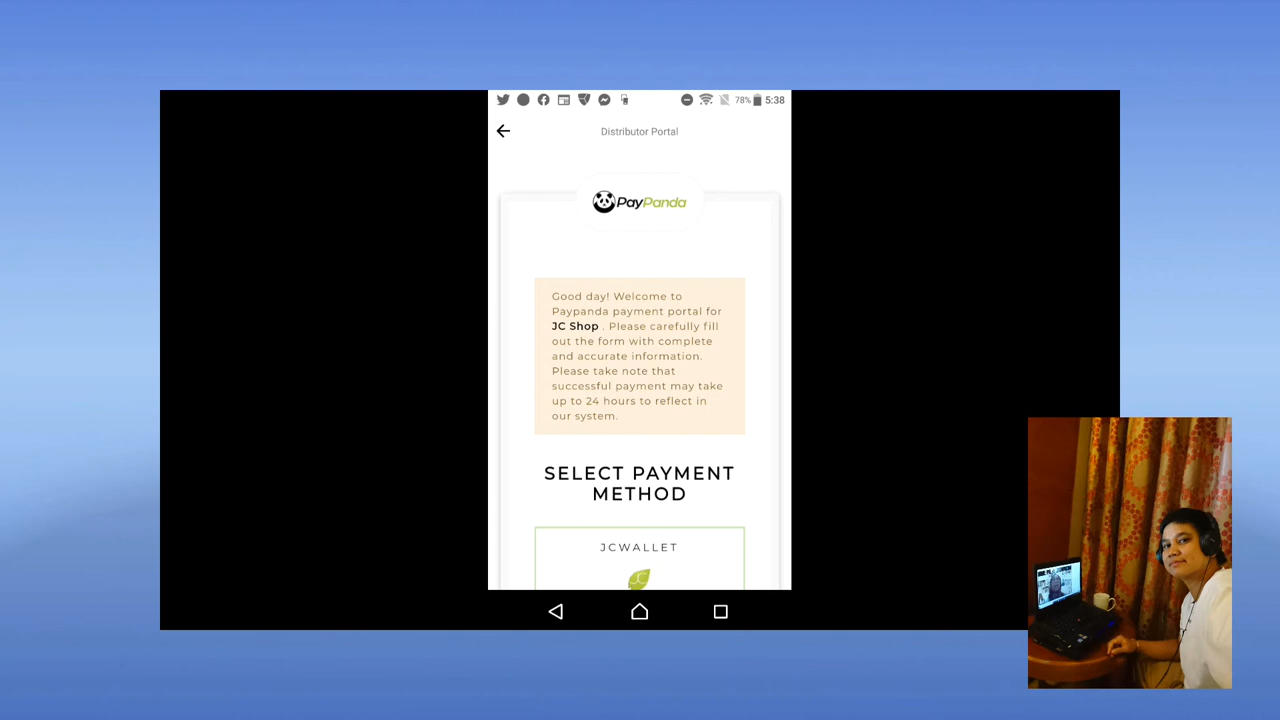 78% 5:38
Distributor Portal
PayPanda
Good day! Welcome to
Paypanda payment portal for
JC Shop . Please carefully fill
out the form with complete
and accurate information.
Please take note that
successful payment may take
up to 24 hours to reflect in
our system.
SELECT PAYMENT
METHOD
JCWALLET
JC